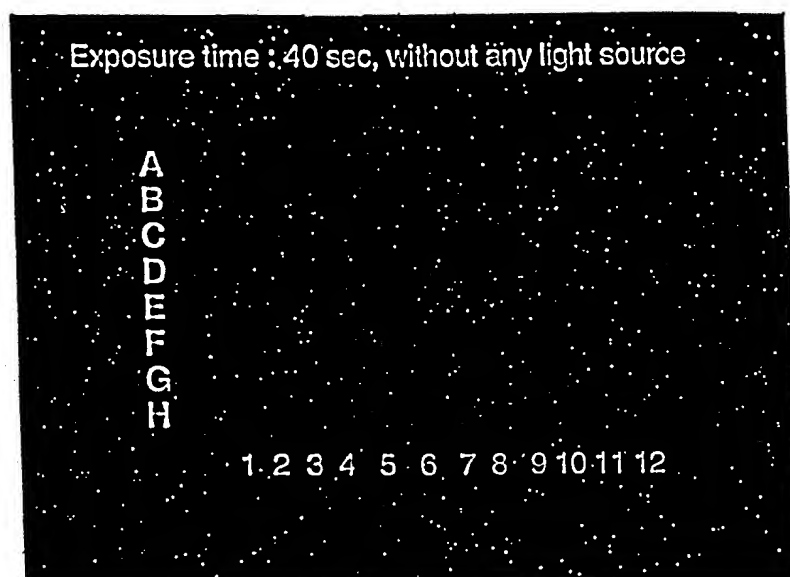 Exposure time : 40 sec, without any light source
A
B
C
D
E
F
G
H
1 2 3 4 5 6 7 8 9 10 11 12